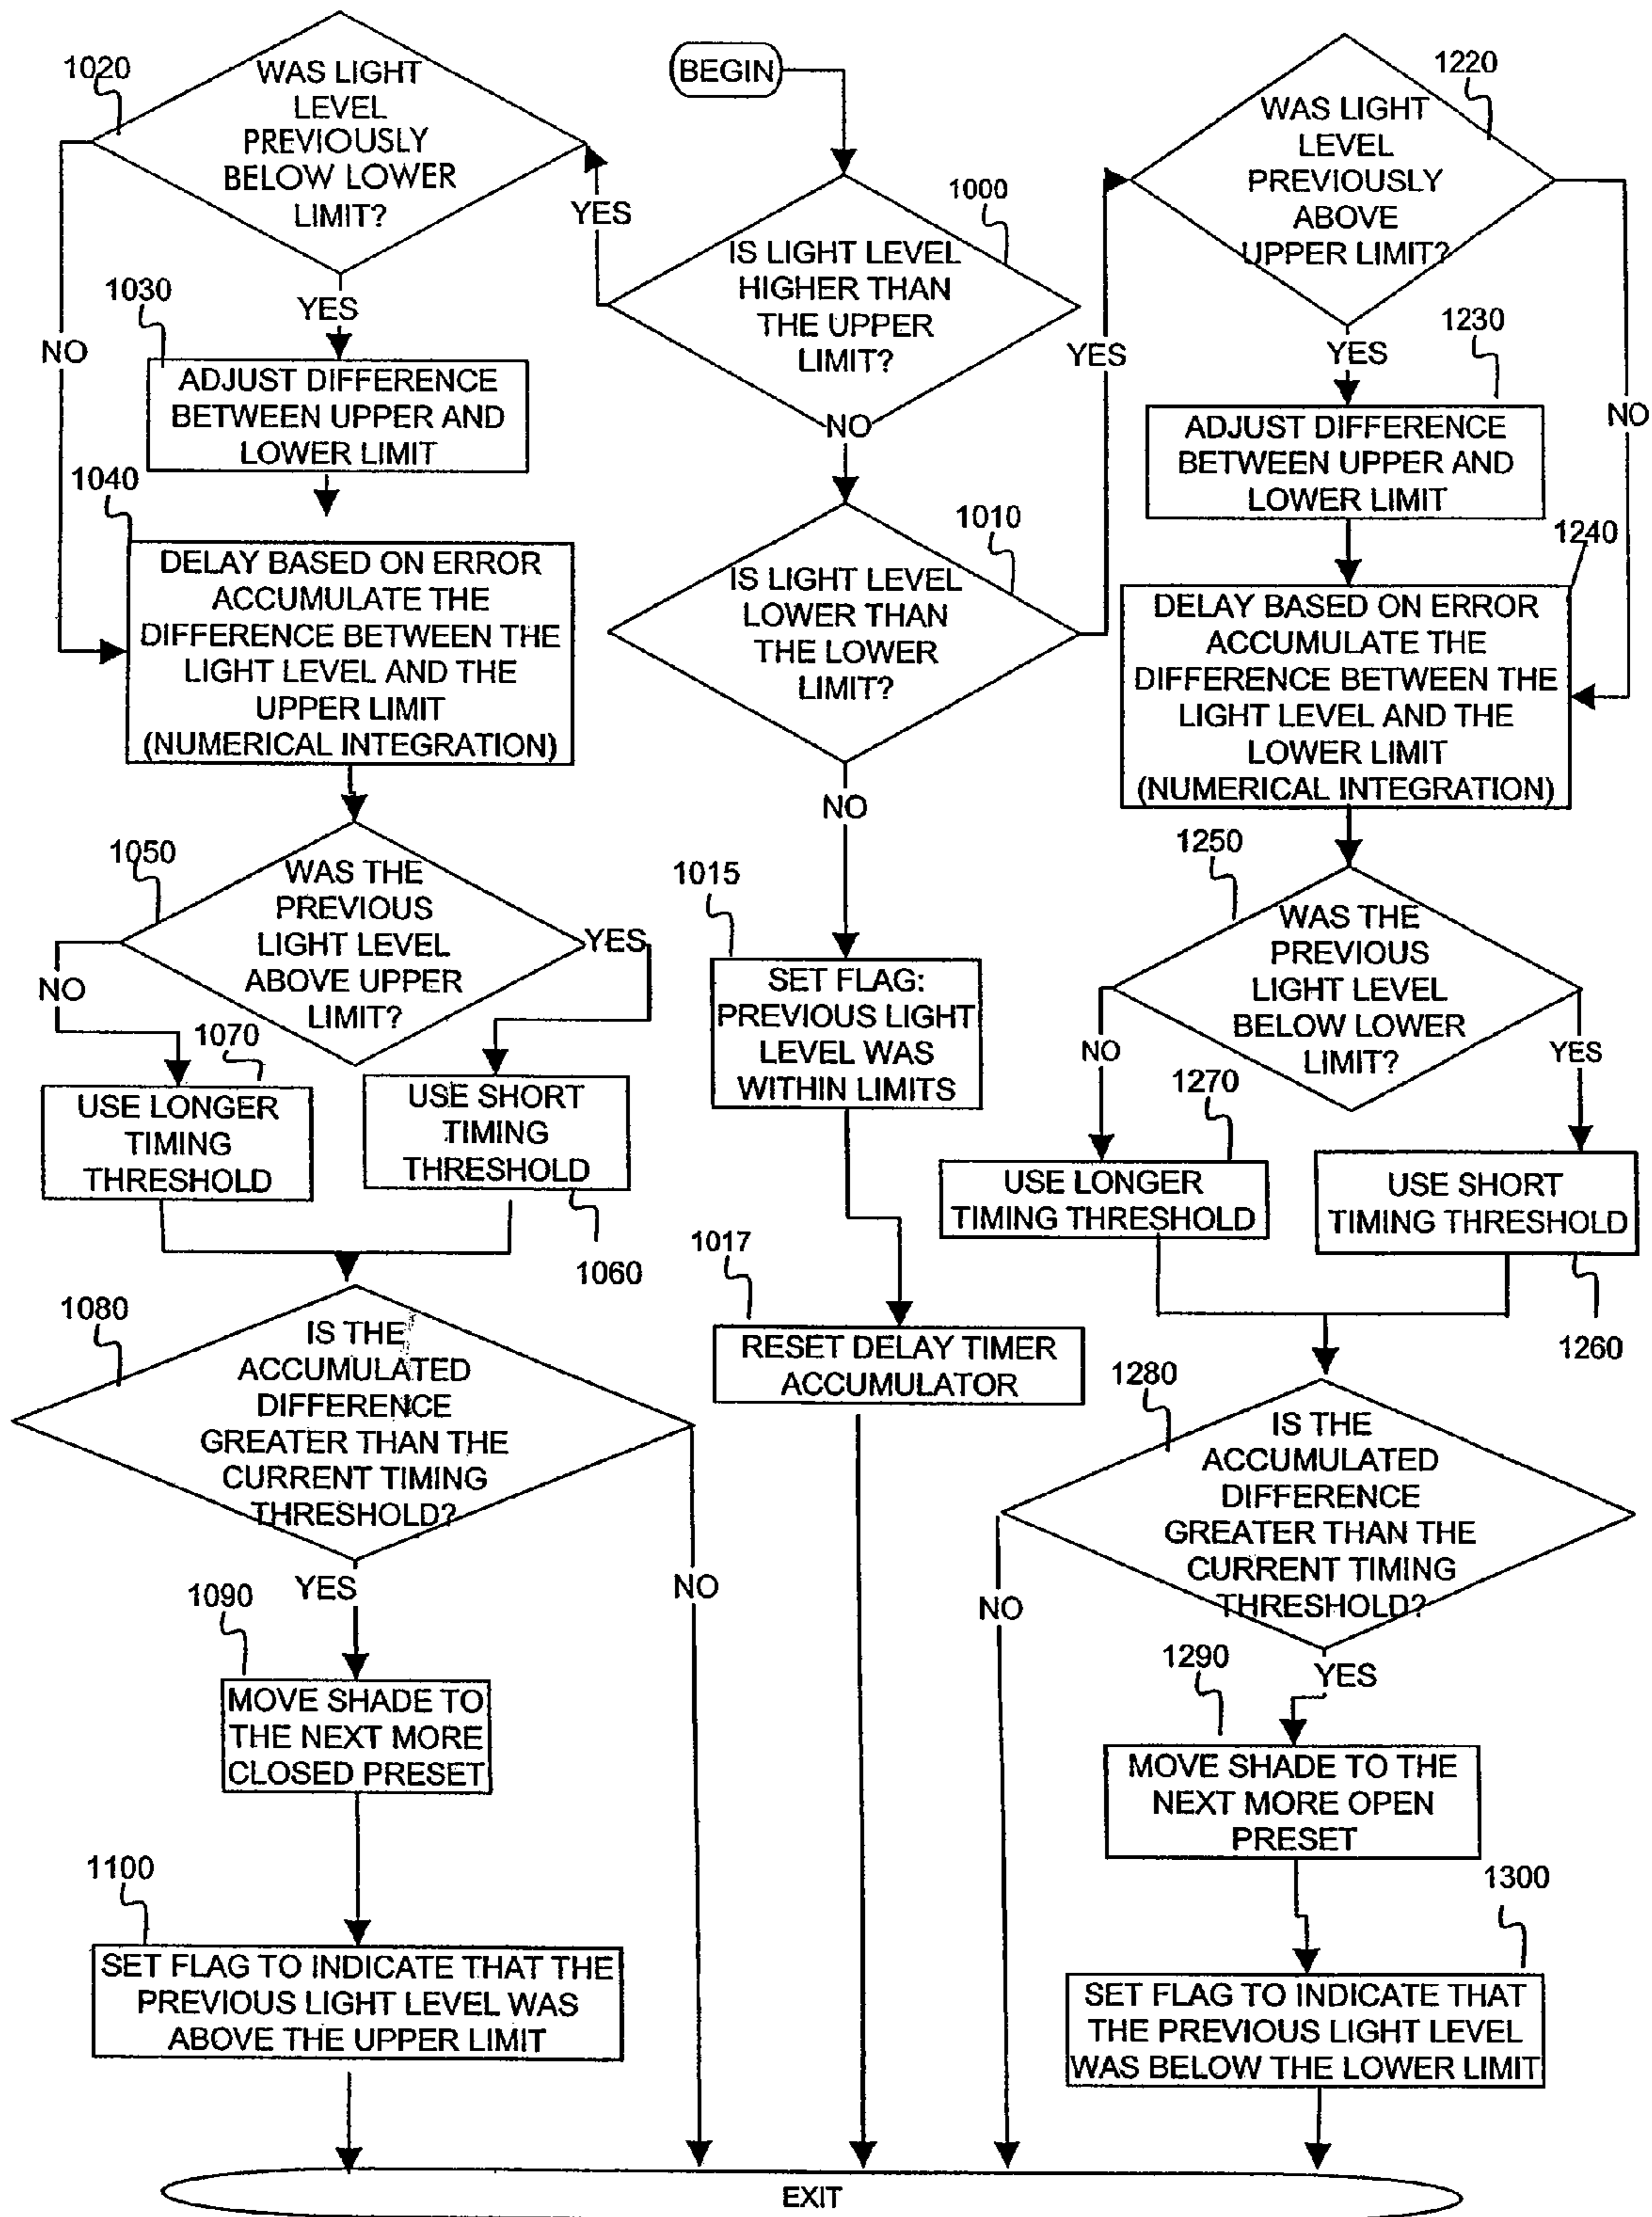 BEGIN
1000
IS LIGHT LEVEL
HIGHER THAN
THE UPPER
LIMIT?
YES
NO
1020
WAS LIGHT
LEVEL
PREVIOUSLY
BELOW LOWER
LIMIT?
YES
NO
1030
ADJUST DIFFERENCE
BETWEEN UPPER AND
LOWER LIMIT
1040
DELAY BASED ON ERROR
ACCUMULATE THE
DIFFERENCE BETWEEN THE
LIGHT LEVEL AND THE
UPPER LIMIT
(NUMERICAL INTEGRATION)
1050
WAS THE
PREVIOUS
LIGHT LEVEL
ABOVE UPPER
LIMIT?
YES
NO
1070
USE LONGER
TIMING
THRESHOLD
USE SHORT
TIMING
THRESHOLD
1060
1080
IS THE
ACCUMULATED
DIFFERENCE
GREATER THAN THE
CURRENT TIMING
THRESHOLD?
YES
NO
1090
MOVE SHADE TO
THE NEXT MORE
CLOSED PRESET
1100
SET FLAG TO INDICATE THAT THE
PREVIOUS LIGHT LEVEL WAS
ABOVE THE UPPER LIMIT
1010
IS LIGHT LEVEL
LOWER THAN
THE LOWER
LIMIT?
YES
NO
1015
SET FLAG:
PREVIOUS LIGHT
LEVEL WAS
WITHIN LIMITS
1017
RESET DELAY TIMER
ACCUMULATOR
1220
WAS LIGHT
LEVEL
PREVIOUSLY
ABOVE
UPPER LIMIT?
YES
NO
1230
ADJUST DIFFERENCE
BETWEEN UPPER AND
LOWER LIMIT
1240
DELAY BASED ON ERROR
ACCUMULATE THE
DIFFERENCE BETWEEN THE
LIGHT LEVEL AND THE
LOWER LIMIT
(NUMERICAL INTEGRATION)
1250
WAS THE
PREVIOUS
LIGHT LEVEL
BELOW LOWER
LIMIT?
NO
YES
1270
USE LONGER
TIMING THRESHOLD
USE SHORT
TIMING THRESHOLD
1260
1280
IS THE
ACCUMULATED
DIFFERENCE
GREATER THAN THE
CURRENT TIMING
THRESHOLD?
NO
YES
1290
MOVE SHADE TO THE
NEXT MORE OPEN
PRESET
1300
SET FLAG TO INDICATE THAT
THE PREVIOUS LIGHT LEVEL
WAS BELOW THE LOWER LIMIT
EXIT